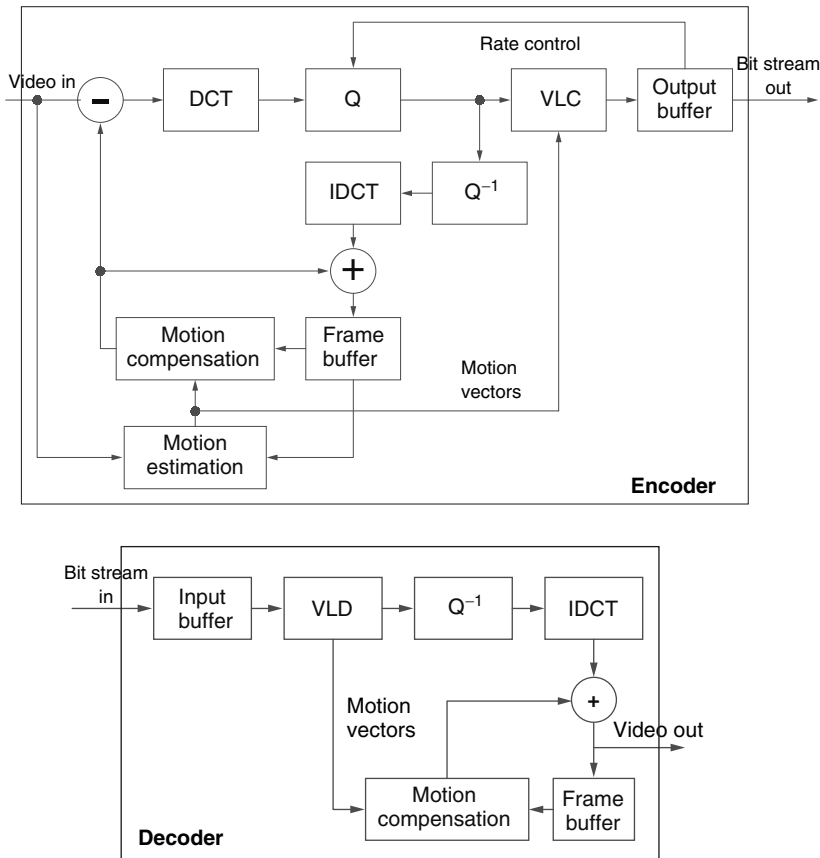 Rate control
Video in
Bit stream
out
−
DCT
Q
VLC
Output
buffer
IDCT
Q⁻¹
+
Motion
compensation
Frame
buffer
Motion
vectors
Motion
estimation
Encoder
Bit stream
in
Input
buffer
VLD
Q⁻¹
IDCT
+
Motion
vectors
Video out
Motion
compensation
Frame
buffer
Decoder